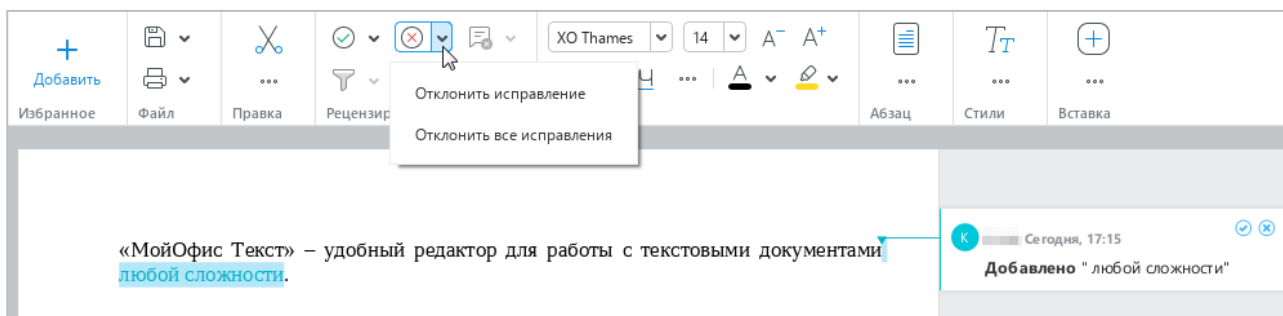 XO Thames 14 A⁻ A⁺ Тт
Добавить Ч А
Избранное Файл Правка Рецензир Абзац Стили Вставка
Отклонить исправление
Отклонить все исправления
«МойОфис Текст» – удобный редактор для работы с текстовыми документами
любой сложности.
К Сегодня, 17:15
Добавлено " любой сложности"